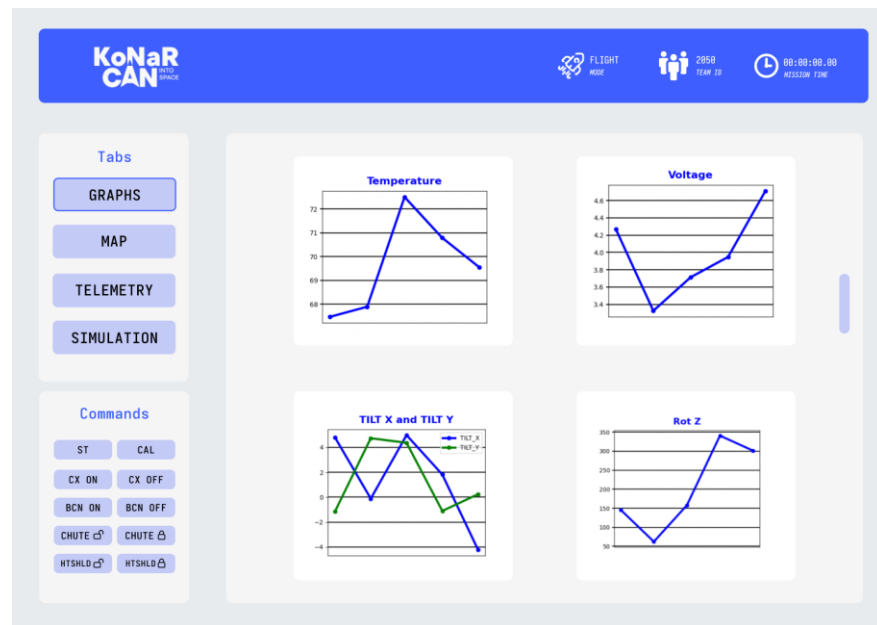 KoNaR
CAN INTO SPACE
FLIGHT
MODE
2050
TEAM ID
00:00:00.00
MISSION TIME
Tabs
GRAPHS
MAP
TELEMETRY
SIMULATION
Commands
ST CAL
CX ON CX OFF
BCN ON BCN OFF
CHUTE CHUTE
HTSHLD HTSHLD
Temperature
72
71
70
69
68
Voltage
4.6
4.4
4.2
4.0
3.8
3.6
3.4
TILT X and TILT Y
TILT_X
TILT_Y
4
2
0
−2
−4
Rot Z
350
300
250
200
150
100
50